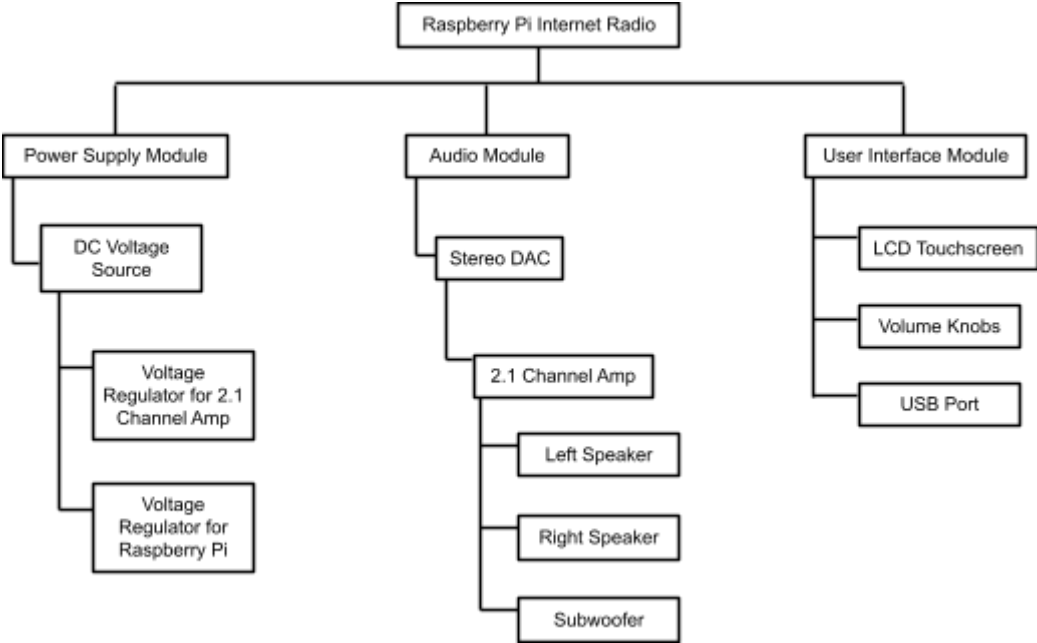 Raspberry Pi Internet Radio
Power Supply Module
Audio Module
User Interface Module
DC Voltage
Source
Voltage
Regulator for 2.1
Channel Amp
Voltage
Regulator for
Raspberry Pi
Stereo DAC
2.1 Channel Amp
Left Speaker
Right Speaker
Subwoofer
LCD Touchscreen
Volume Knobs
USB Port